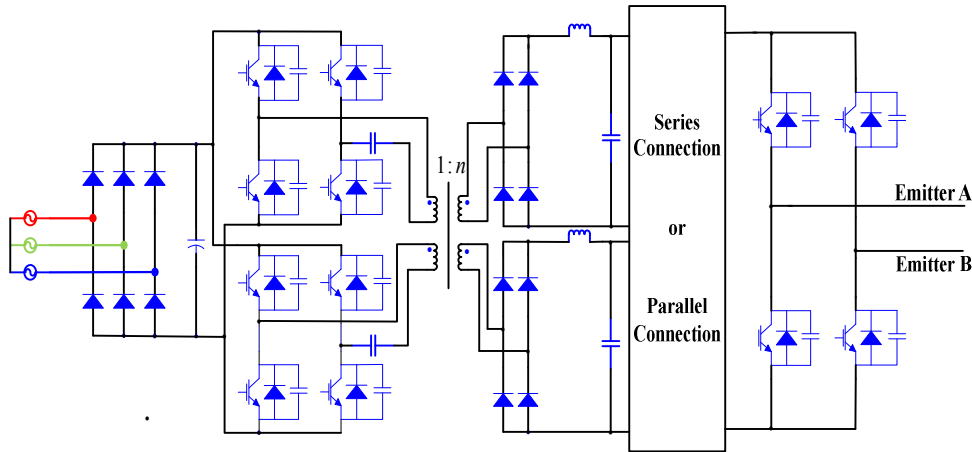 1: n
Series
Connection
or
Parallel
Connection
Emitter A
Emitter B